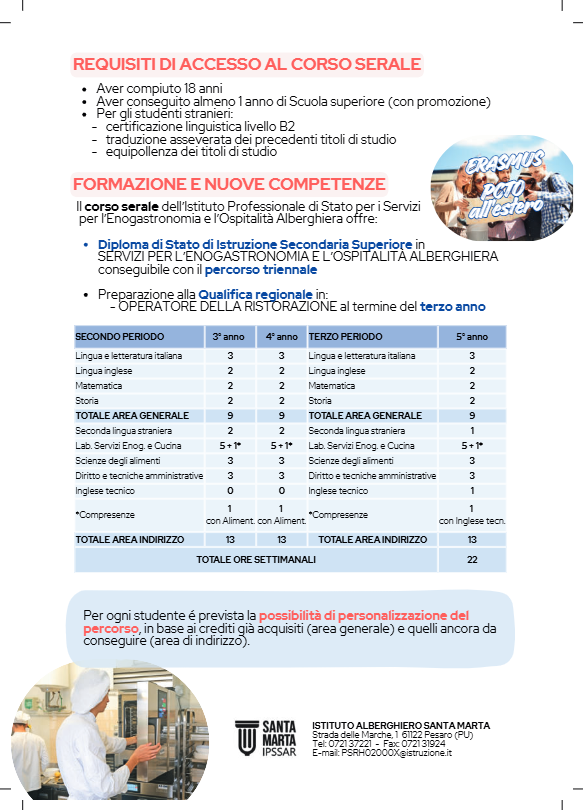 REQUISITI DI ACCESSO AL CORSO SERALE
• Aver compiuto 18 anni
• Aver conseguito almeno 1 anno di Scuola superiore (con promozione)
• Per gli studenti stranieri:
- certificazione linguistica livello B2
- traduzione asseverata dei precedenti titoli di studio
- equipollenza dei titoli di studio
ERASMUS
PCTO
all'estero
FORMAZIONE E NUOVE COMPETENZE
Il corso serale dell'Istituto Professionale di Stato per i Servizi
per l'Enogastronomia e l'Ospitalità Alberghiera offre:
• Diploma di Stato di Istruzione Secondaria Superiore in
SERVIZI PER L'ENOGASTRONOMIA E L'OSPITALITÀ ALBERGHIERA
conseguibile con il percorso triennale
• Preparazione alla Qualifica regionale in:
- OPERATORE DELLA RISTORAZIONE al termine del terzo anno
SECONDO PERIODO 3° anno 4° anno TERZO PERIODO 5° anno
Lingua e letteratura italiana 3 3 Lingua e letteratura italiana 3
Lingua inglese 2 2 Lingua inglese 2
Matematica 2 2 Matematica 2
Storia 2 2 Storia 2
TOTALE AREA GENERALE 9 9 TOTALE AREA GENERALE 9
Seconda lingua straniera 2 2 Seconda lingua straniera 1
Lab. Servizi Enog. e Cucina 5 + 1* 5 + 1* Lab. Servizi Enog. e Cucina 5 + 1*
Scienze degli alimenti 3 3 Scienze degli alimenti 3
Diritto e tecniche amministrative 3 3 Diritto e tecniche amministrative 3
Inglese tecnico 0 0 Inglese tecnico 1
*Compresenze 1 con Aliment. 1 con Aliment. *Compresenze 1 con Inglese tecn.
TOTALE AREA INDIRIZZO 13 13 TOTALE AREA INDIRIZZO 13
TOTALE ORE SETTIMANALI 22
Per ogni studente é prevista la possibilità di personalizzazione del
percorso, in base ai crediti già acquisiti (area generale) e quelli ancora da
conseguire (area di indirizzo).
SANTA
MARTA
IPSSAR
ISTITUTO ALBERGHIERO SANTA MARTA
Strada delle Marche, 1 61122 Pesaro (PU)
Tel: 0721 37221 - Fax: 0721 31924
E-mail: PSRH02000X@istruzione.it